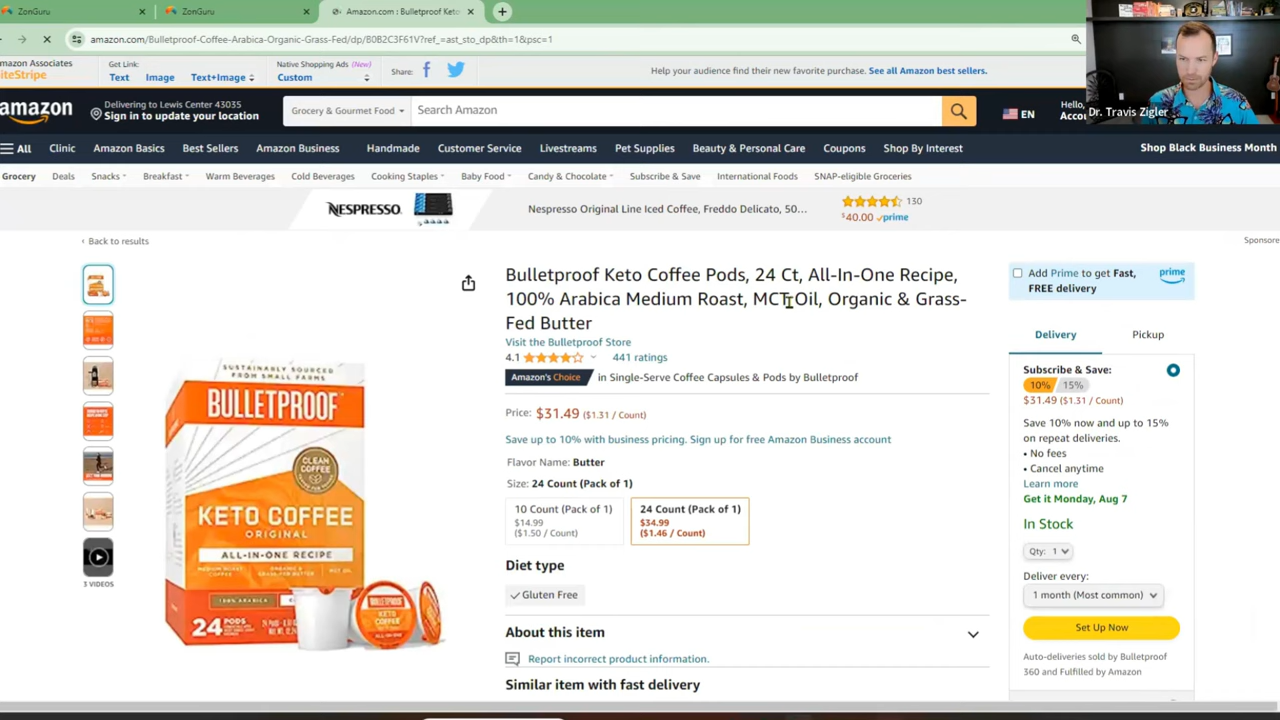 ZonGuru
ZonGuru
Amazon.com : Bulletproof Keto
amazon.com/Bulletproof-Coffee-Arabica-Organic-Grass-Fed/dp/B0B2C3F61V?ref_=ast_sto_dp&th=1&psc=1
Dr. Travis Zigler
mazon Associates
iteStripe
Get Link:
Text Image Text+Image
Native Shopping Ads (New)
Custom
Share:
Help your audience find their new favorite purchase. See all Amazon best sellers.
amazon
Delivering to Lewis Center 43035
Sign in to update your location
Grocery & Gourmet Food
Search Amazon
EN
Hello,
Accou
All Clinic Amazon Basics Best Sellers Amazon Business Handmade Customer Service Livestreams Pet Supplies Beauty & Personal Care Coupons Shop By Interest Shop Black Business Month
Grocery Deals Snacks Breakfast Warm Beverages Cold Beverages Cooking Staples Baby Food Candy & Chocolate Subscribe & Save International Foods SNAP-eligible Groceries
NESPRESSO
Nespresso Original Line Iced Coffee, Freddo Delicato, 50...
130
$40.00 prime
Sponsore
‹ Back to results
Bulletproof Keto Coffee Pods, 24 Ct, All-In-One Recipe,
100% Arabica Medium Roast, MCT Oil, Organic & Grass-
Fed Butter
Visit the Bulletproof Store
4.1 441 ratings
Amazon's Choice in Single-Serve Coffee Capsules & Pods by Bulletproof
Price: $31.49 ($1.31 / Count)
Save up to 10% with business pricing. Sign up for free Amazon Business account
Flavor Name: Butter
Size: 24 Count (Pack of 1)
10 Count (Pack of 1)
$14.99
($1.50 / Count)
24 Count (Pack of 1)
$34.99
($1.46 / Count)
Diet type
✓ Gluten Free
About this item
Report incorrect product information.
Similar item with fast delivery
3 VIDEOS
SUSTAINABLY SOURCED
FROM SMALL FARMS
BULLETPROOF
CLEAN
COFFEE
KETO COFFEE
ORIGINAL
ALL-IN-ONE RECIPE
100% ARABICA
24 PODS
BULLETPROOF
KETO
COFFEE
Add Prime to get Fast,
FREE delivery
prime
Delivery
Pickup
Subscribe & Save:
10% 15%
$31.49 ($1.31 / Count)
Save 10% now and up to 15%
on repeat deliveries.
• No fees
• Cancel anytime
Learn more
Get it Monday, Aug 7
In Stock
Qty: 1
Deliver every:
1 month (Most common)
Set Up Now
Auto-deliveries sold by Bulletproof
360 and Fulfilled by Amazon